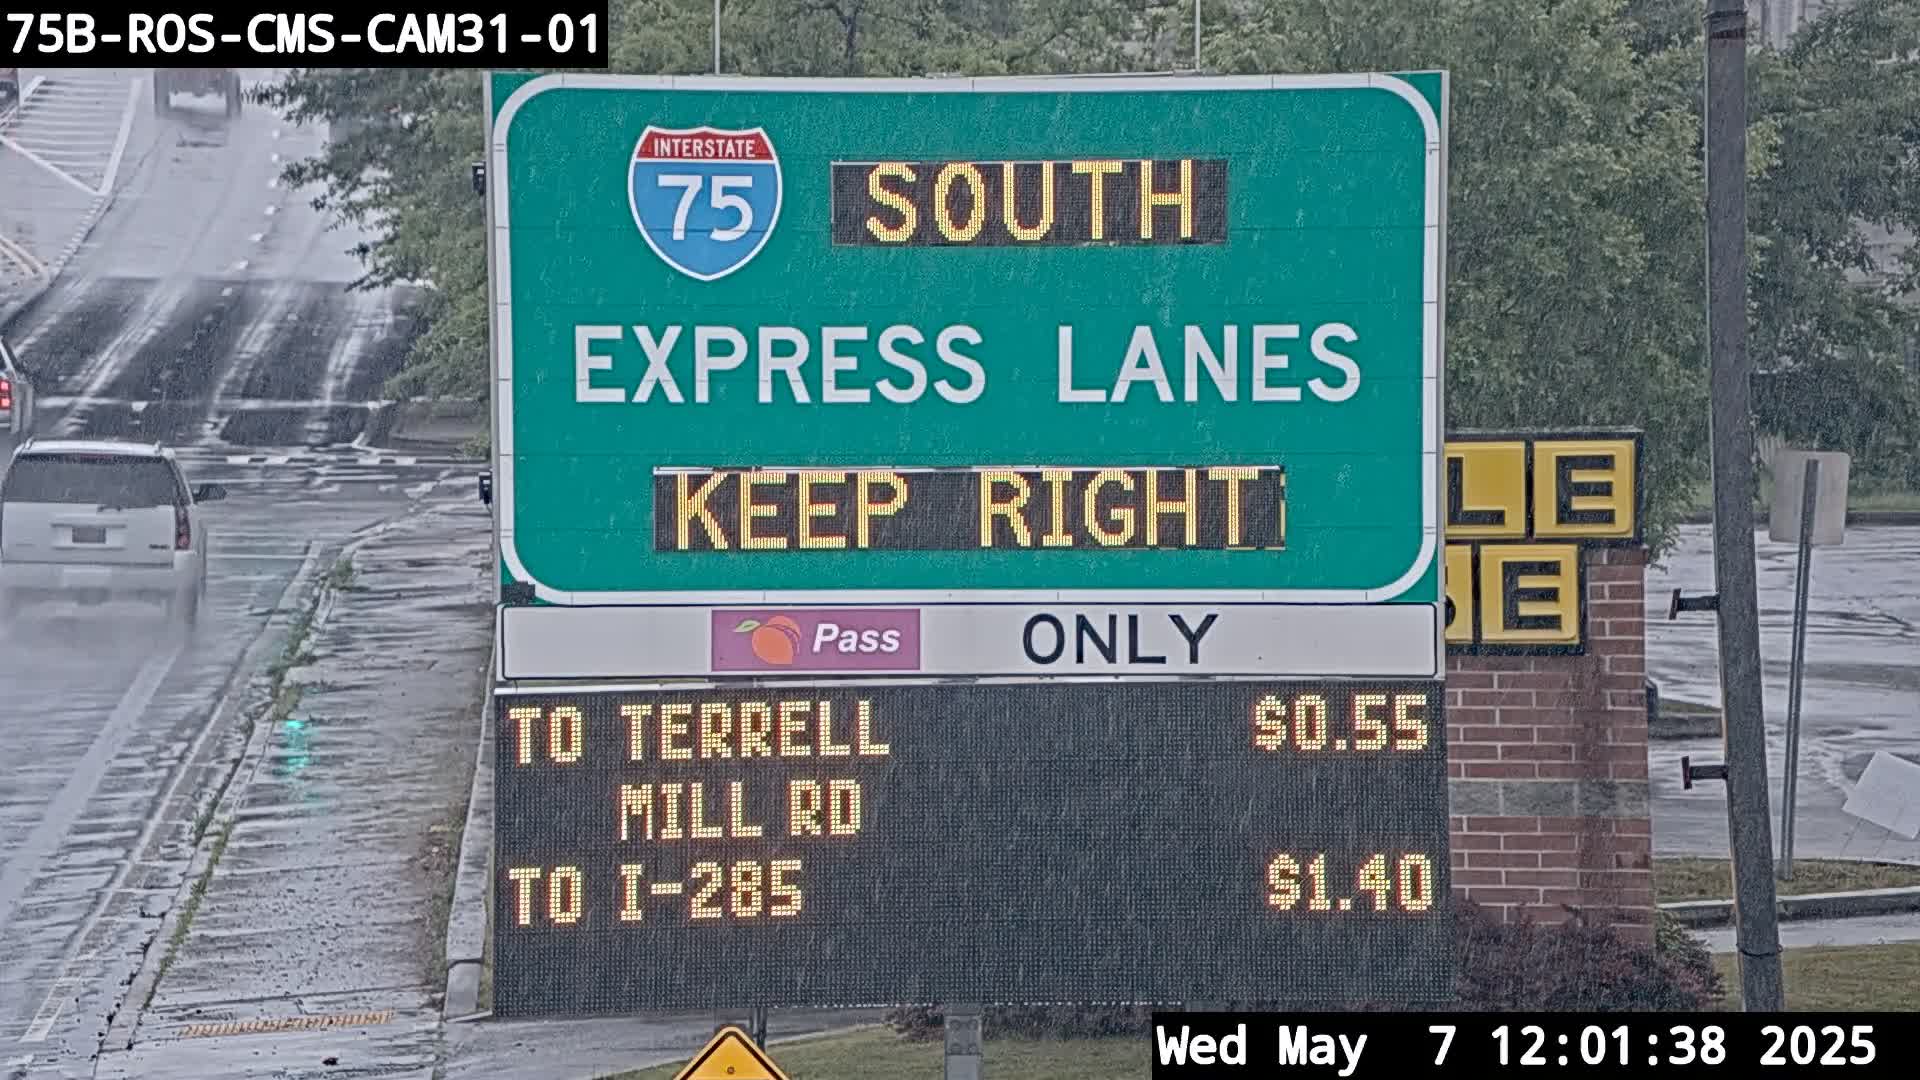 75B-ROS-CMS-CAM31-01
INTERSTATE
75
SOUTH
EXPRESS LANES
KEEP RIGHT
Pass ONLY
TO TERRELL $0.55
MILL RD
TO I-285 $1.40
LE
E
Wed May 7 12:01:38 2025